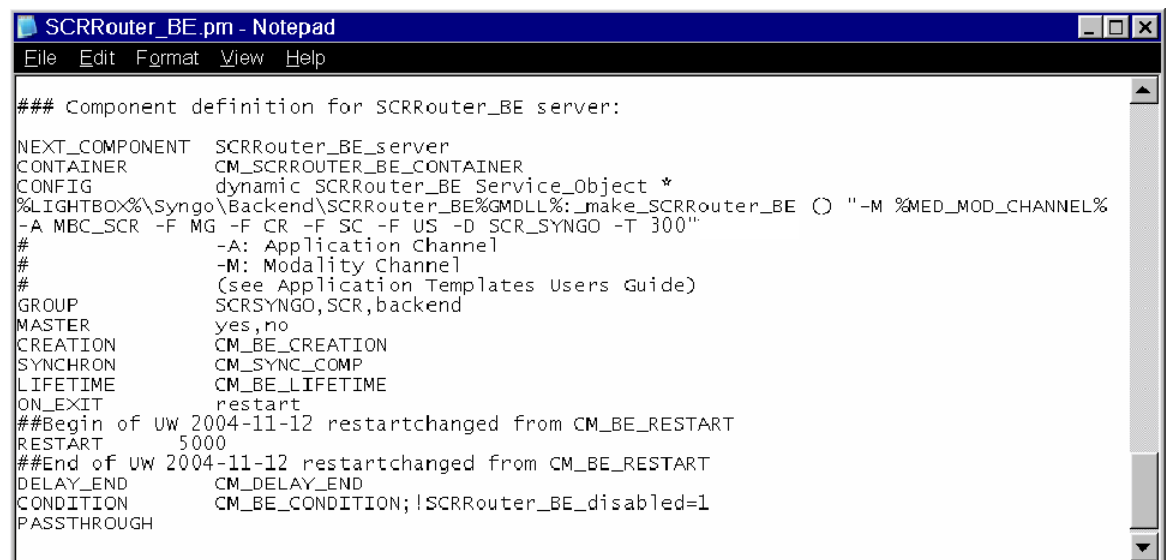 SCRRouter_BE.pm - Notepad
File Edit Format View Help
### Component definition for SCRRouter_BE server:
NEXT_COMPONENT SCRRouter_BE_server
CONTAINER CM_SCRROUTER_BE_CONTAINER
CONFIG dynamic SCRRouter_BE Service_Object *
%LIGHTBOX%\Syngo\Backend\SCRRouter_BE%GMDLL%:_make_SCRRouter_BE () "-M %MED_MOD_CHANNEL%
-A MBC_SCR -F MG -F CR -F SC -F US -D SCR_SYNGO -T 300"
# -A: Application Channel
# -M: Modality Channel
# (see Application Templates Users Guide)
GROUP SCRSYNGO,SCR,backend
MASTER yes,no
CREATION CM_BE_CREATION
SYNCHRON CM_SYNC_COMP
LIFETIME CM_BE_LIFETIME
ON_EXIT restart
##Begin of UW 2004-11-12 restartchanged from CM_BE_RESTART
RESTART 5000
##End of UW 2004-11-12 restartchanged from CM_BE_RESTART
DELAY_END CM_DELAY_END
CONDITION CM_BE_CONDITION;!SCRRouter_BE_disabled=1
PASSTHROUGH